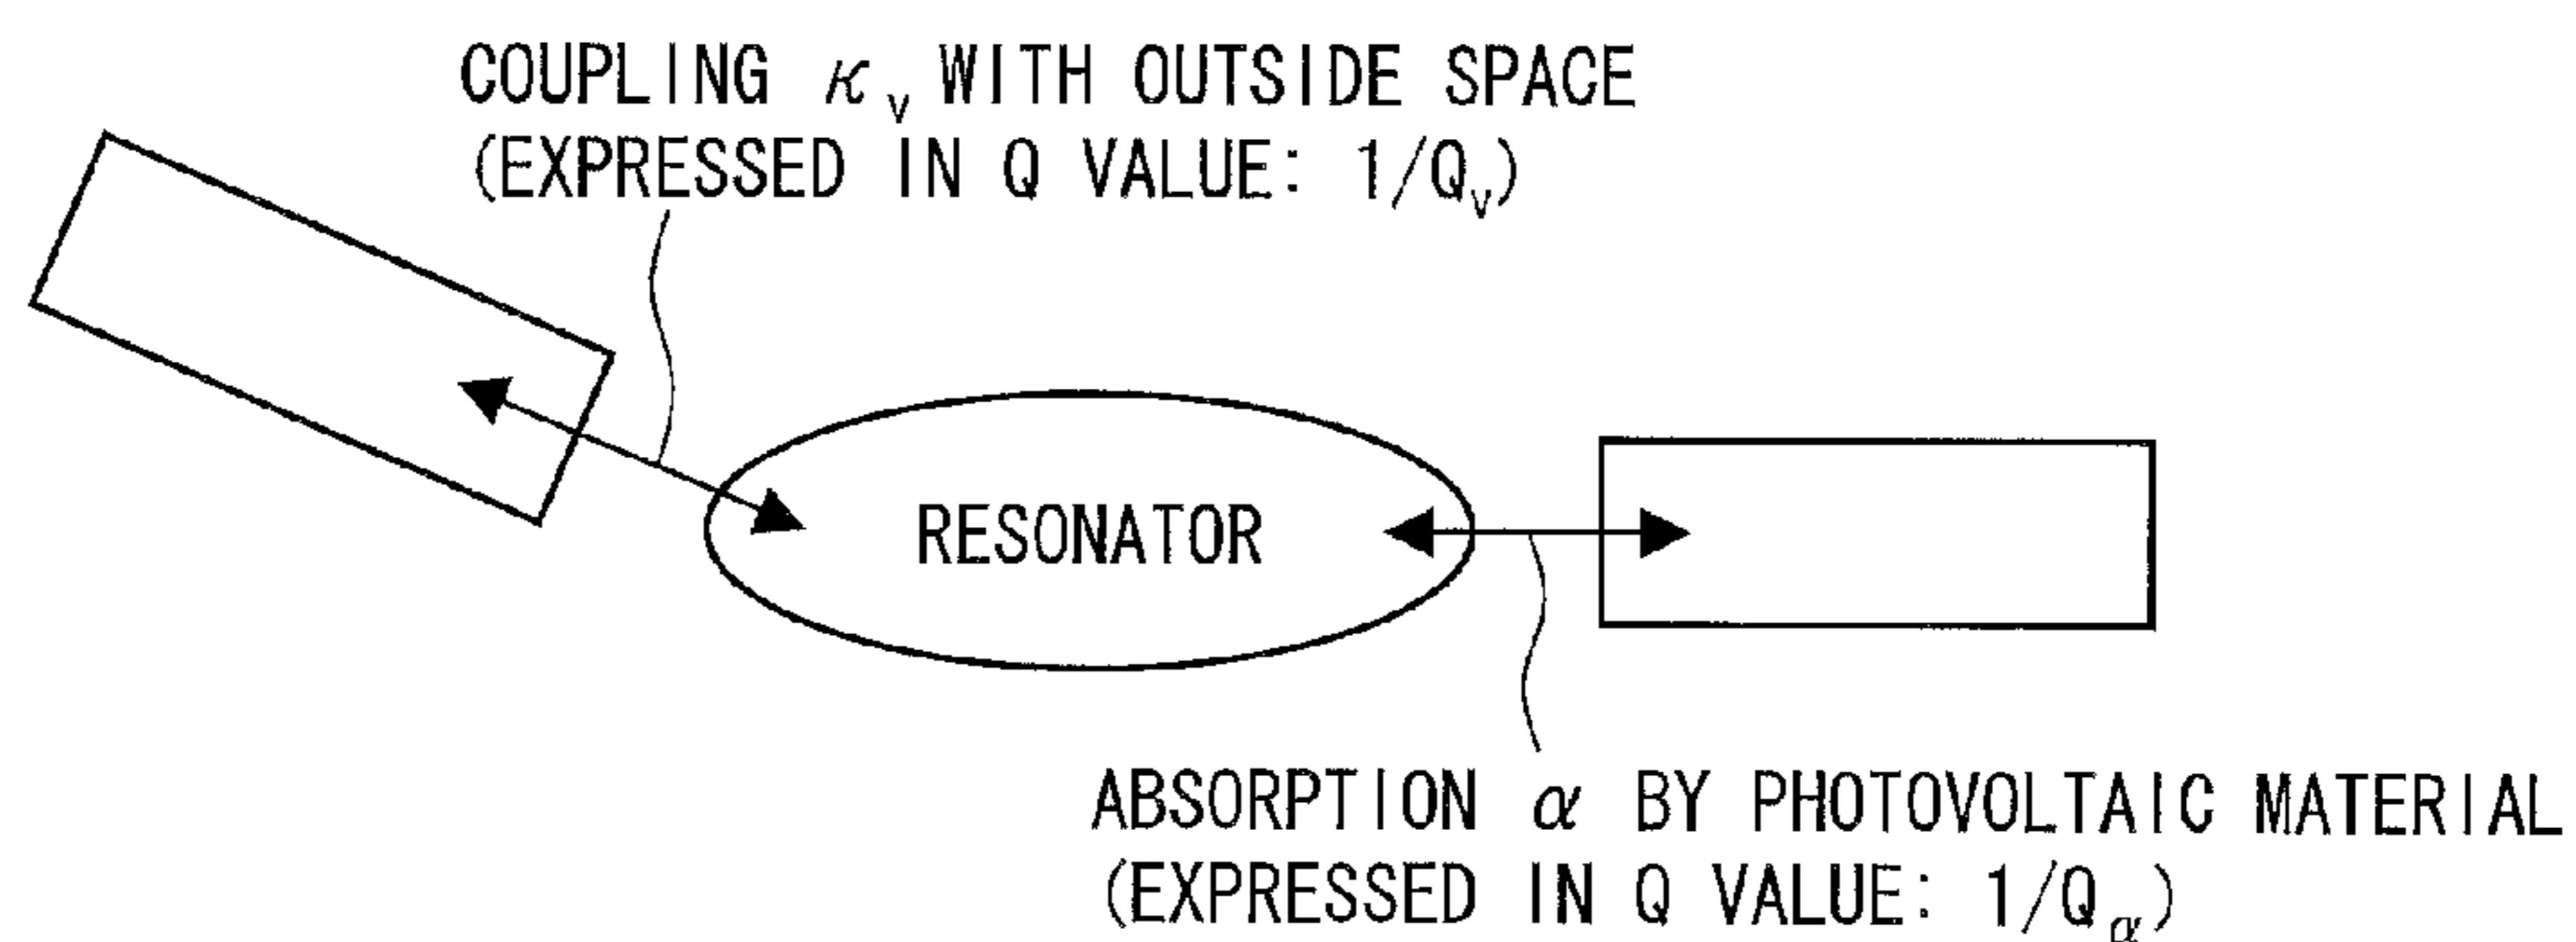 COUPLING κv WITH OUTSIDE SPACE
(EXPRESSED IN Q VALUE: 1/Qv)
RESONATOR
ABSORPTION α BY PHOTOVOLTAIC MATERIAL
(EXPRESSED IN Q VALUE: 1/Qα)